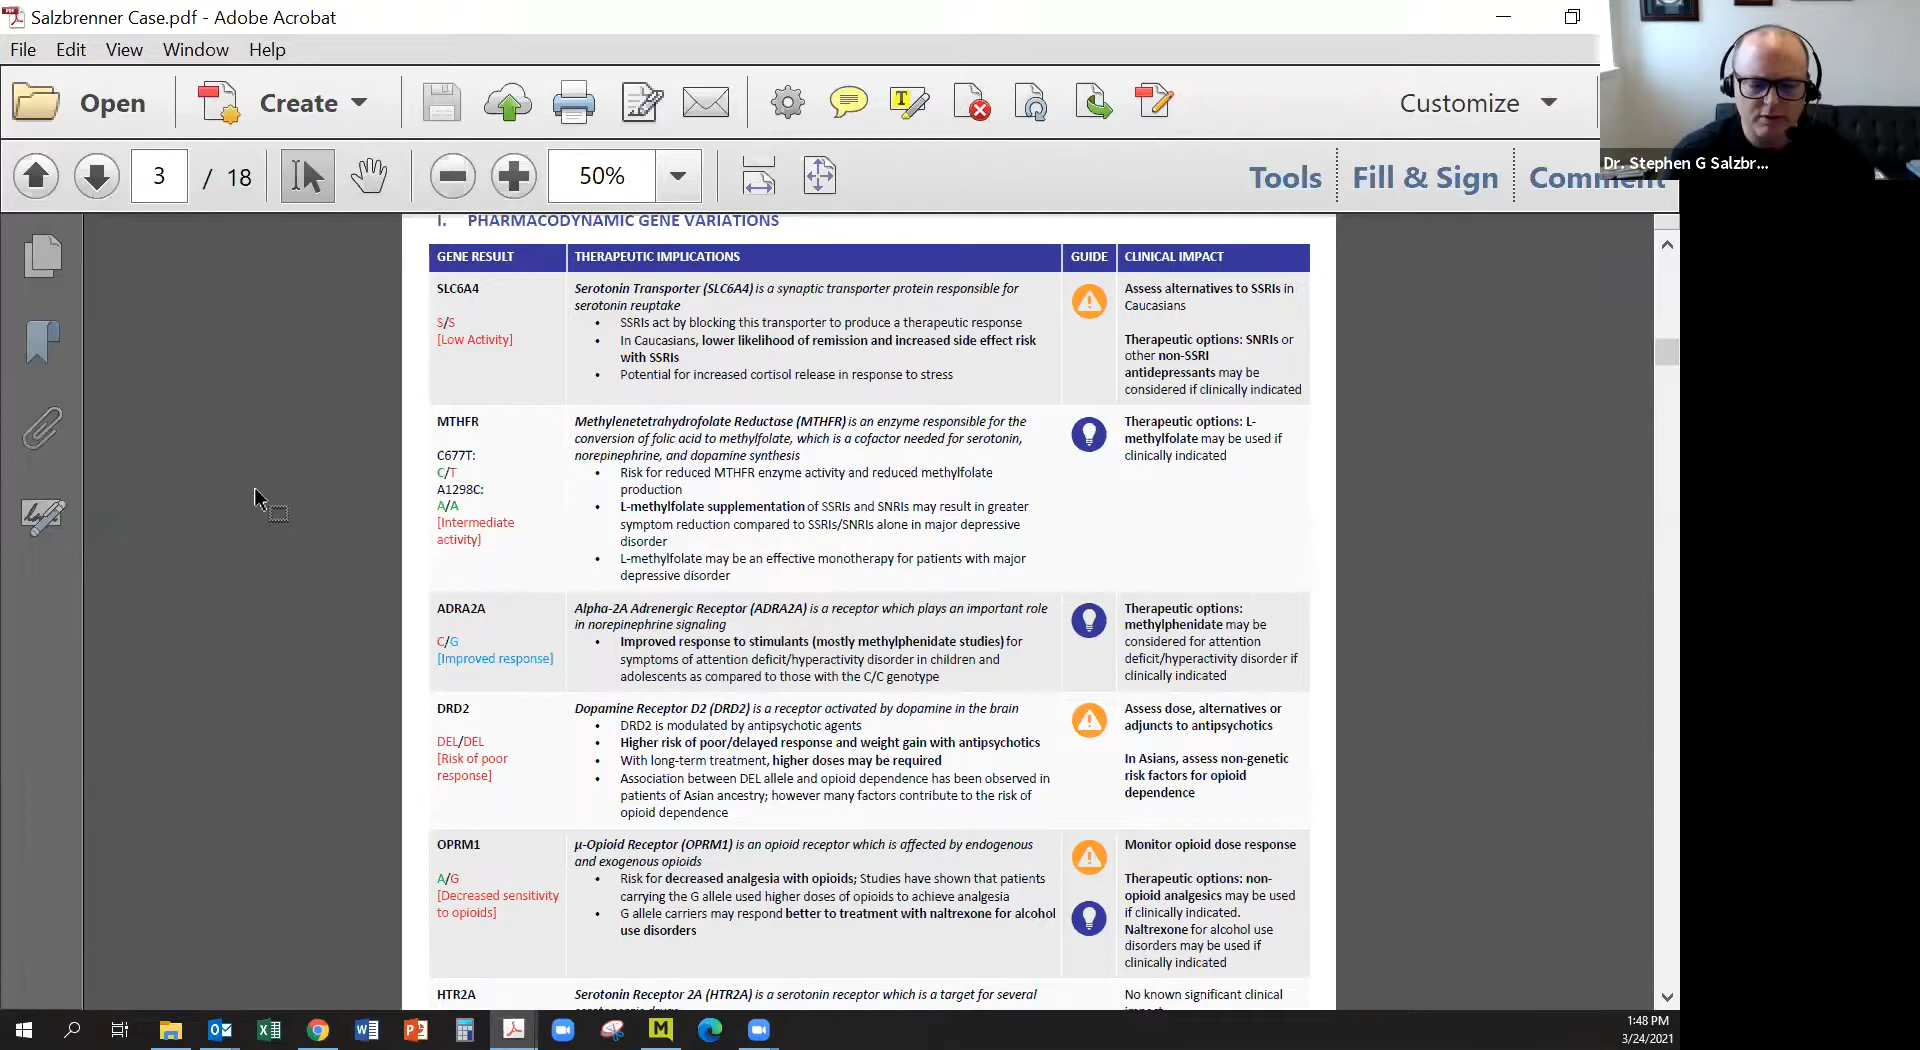 Salzbrenner Case.pdf - Adobe Acrobat
File Edit View Window Help
Open Create Customize
3 / 18 50% Tools Fill & Sign Comment
Dr. Stephen G Salzbr...
I. PHARMACODYNAMIC GENE VARIATIONS
GENE RESULT THERAPEUTIC IMPLICATIONS GUIDE CLINICAL IMPACT
SLC6A4
S/S
[Low Activity]
Serotonin Transporter (SLC6A4) is a synaptic transporter protein responsible for
serotonin reuptake
• SSRIs act by blocking this transporter to produce a therapeutic response
• In Caucasians, lower likelihood of remission and increased side effect risk
with SSRIs
• Potential for increased cortisol release in response to stress
Assess alternatives to SSRIs in
Caucasians
Therapeutic options: SNRIs or
other non-SSRI
antidepressants may be
considered if clinically indicated
MTHFR
C677T:
C/T
A1298C:
A/A
[Intermediate
activity]
Methylenetetrahydrofolate Reductase (MTHFR) is an enzyme responsible for the
conversion of folic acid to methylfolate, which is a cofactor needed for serotonin,
norepinephrine, and dopamine synthesis
• Risk for reduced MTHFR enzyme activity and reduced methylfolate
production
• L-methylfolate supplementation of SSRIs and SNRIs may result in greater
symptom reduction compared to SSRIs/SNRIs alone in major depressive
disorder
• L-methylfolate may be an effective monotherapy for patients with major
depressive disorder
Therapeutic options: L-
methylfolate may be used if
clinically indicated
ADRA2A
C/G
[Improved response]
Alpha-2A Adrenergic Receptor (ADRA2A) is a receptor which plays an important role
in norepinephrine signaling
• Improved response to stimulants (mostly methylphenidate studies) for
symptoms of attention deficit/hyperactivity disorder in children and
adolescents as compared to those with the C/C genotype
Therapeutic options:
methylphenidate may be
considered for attention
deficit/hyperactivity disorder if
clinically indicated
DRD2
DEL/DEL
[Risk of poor
response]
Dopamine Receptor D2 (DRD2) is a receptor activated by dopamine in the brain
• DRD2 is modulated by antipsychotic agents
• Higher risk of poor/delayed response and weight gain with antipsychotics
• With long-term treatment, higher doses may be required
• Association between DEL allele and opioid dependence has been observed in
patients of Asian ancestry; however many factors contribute to the risk of
opioid dependence
Assess dose, alternatives or
adjuncts to antipsychotics
In Asians, assess non-genetic
risk factors for opioid
dependence
OPRM1
A/G
[Decreased sensitivity
to opioids]
μ-Opioid Receptor (OPRM1) is an opioid receptor which is affected by endogenous
and exogenous opioids
• Risk for decreased analgesia with opioids; Studies have shown that patients
carrying the G allele used higher doses of opioids to achieve analgesia
• G allele carriers may respond better to treatment with naltrexone for alcohol
use disorders
Monitor opioid dose response
Therapeutic options: non-
opioid analgesics may be used
if clinically indicated.
Naltrexone for alcohol use
disorders may be used if
clinically indicated
HTR2A
Serotonin Receptor 2A (HTR2A) is a serotonin receptor which is a target for several
No known significant clinical
1:48 PM
3/24/2021